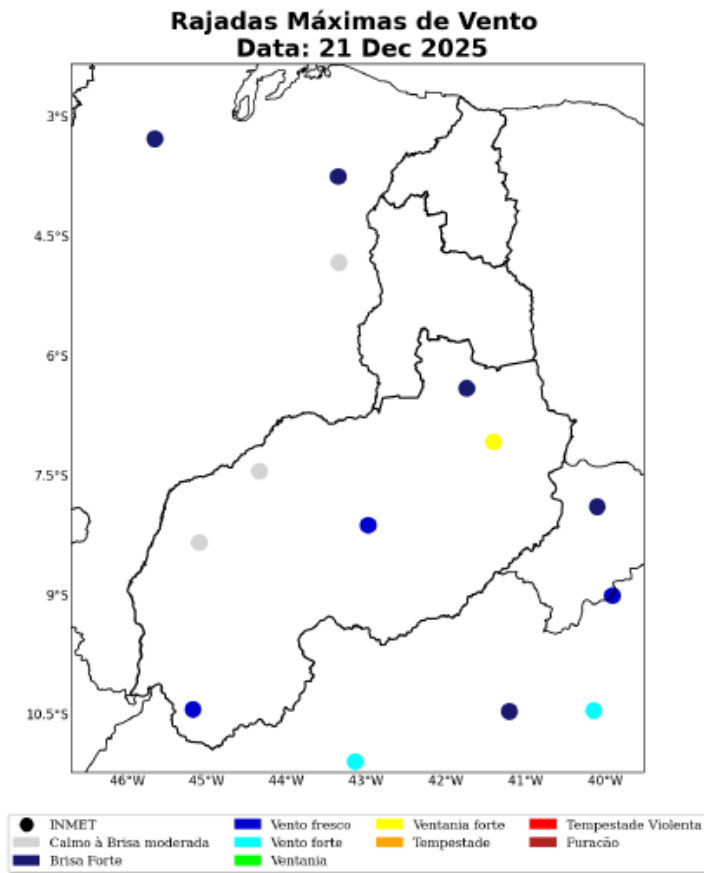 Rajadas Máximas de Vento
Data: 21 Dec 2025
3°S
4.5°S
6°S
7.5°S
9°S
10.5°S
46°W 45°W 44°W 43°W 42°W 41°W 40°W
INMET
Calmo à Brisa moderada
Brisa Forte
Vento fresco
Vento forte
Ventania
Ventania forte
Tempestade
Tempestade Violenta
Furacão